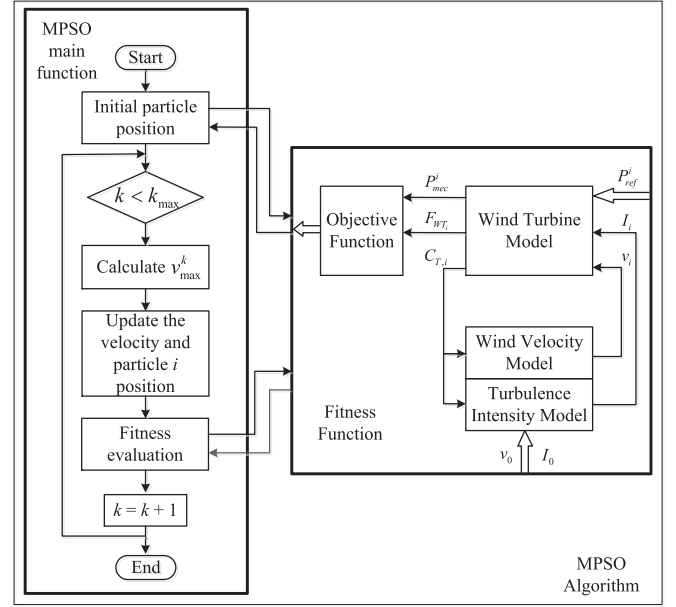 MPSO
main
function
Start
Initial particle
position
k < k_max
Calculate v^k_max
Update the
velocity and
particle i
position
Fitness
evaluation
k = k + 1
End
Objective
Function
P^i_mec
F_WT_i
C_T,i
Wind Turbine
Model
P^i_ref
I_i
v_i
Wind Velocity
Model
Turbulence
Intensity Model
Fitness
Function
v_0 I_0
MPSO
Algorithm